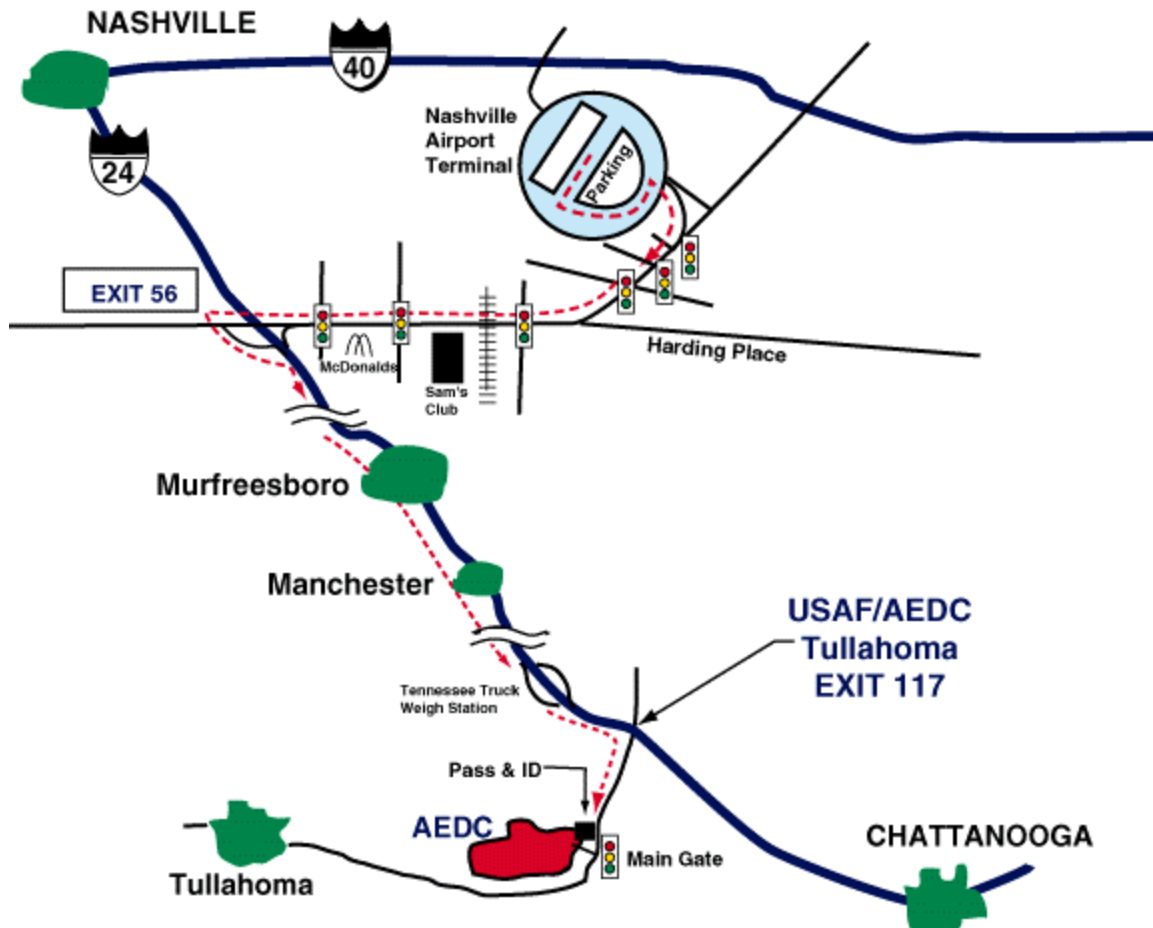 NASHVILLE
40
Nashville
Airport
Terminal
Parking
24
EXIT 56
McDonalds
Sam's
Club
Harding Place
Murfreesboro
Manchester
USAF/AEDC
Tullahoma
EXIT 117
Tennessee Truck
Weigh Station
Pass & ID
AEDC
Main Gate
CHATTANOOGA
Tullahoma